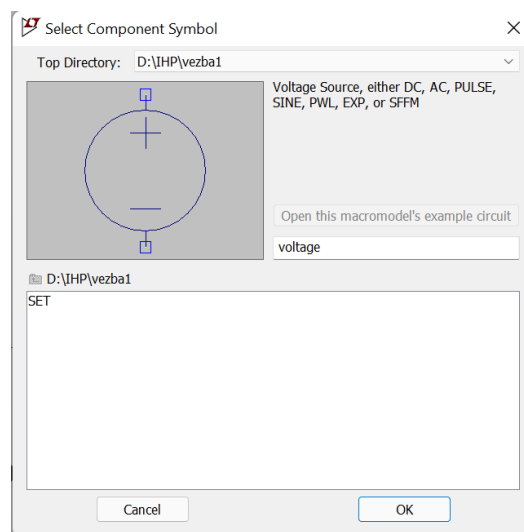 Select Component Symbol
Top Directory: D:\IHP\vezba1
Voltage Source, either DC, AC, PULSE,
SINE, PWL, EXP, or SFFM
Open this macromodel's example circuit
voltage
D:\IHP\vezba1
SET
Cancel OK